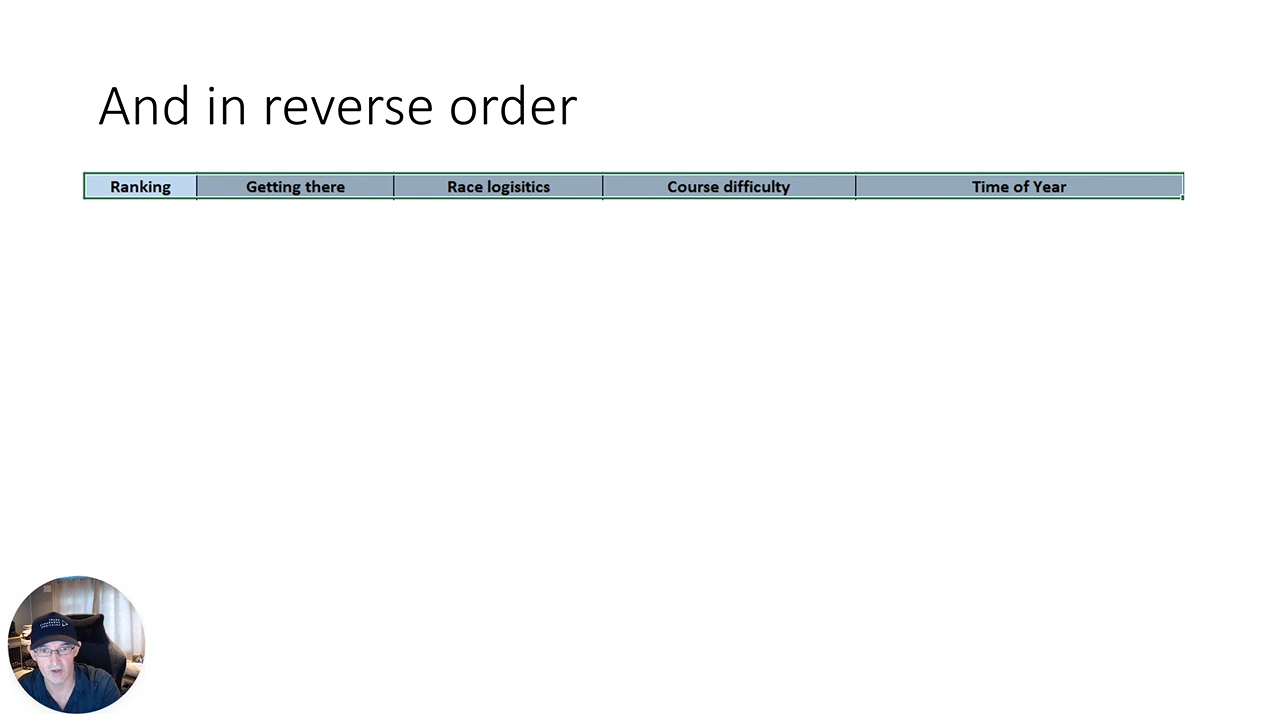 And in reverse order
Ranking Getting there Race logisitics Course difficulty Time of Year